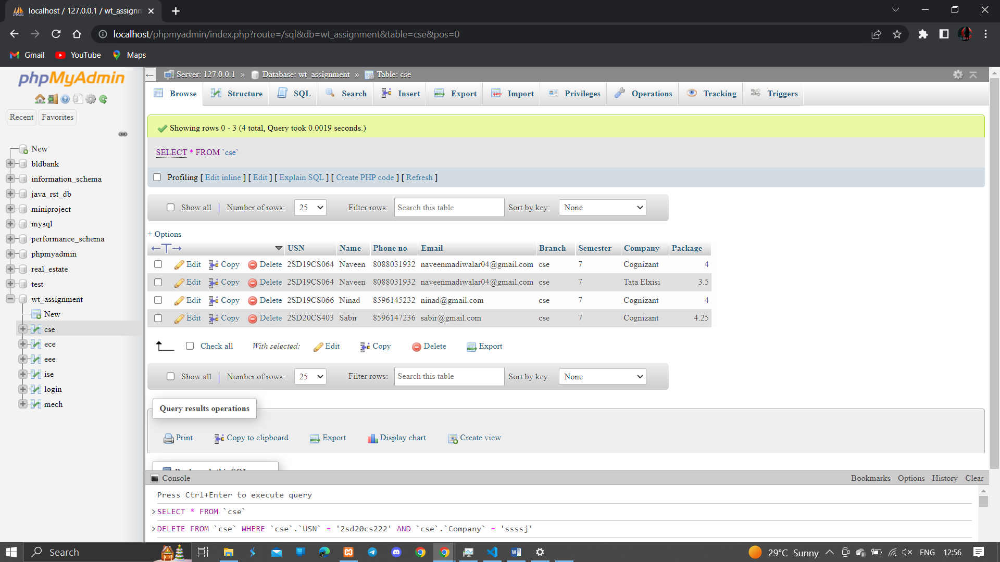 localhost / 127.0.0.1 / wt_assignm
localhost/phpmyadmin/index.php?route=/sql&db=wt_assignment&table=cse&pos=0
Gmail YouTube Maps
phpMyAdmin
Recent Favorites
New
bldbank
information_schema
java_rst_db
miniproject
mysql
performance_schema
phpmyadmin
real_estate
test
wt_assignment
New
cse
ece
eee
ise
login
mech
Server: 127.0.0.1 » Database: wt_assignment » Table: cse
Browse Structure SQL Search Insert Export Import Privileges Operations Tracking Triggers
Showing rows 0 - 3 (4 total, Query took 0.0019 seconds.)
SELECT * FROM `cse`
Profiling [ Edit inline ] [ Edit ] [ Explain SQL ] [ Create PHP code ] [ Refresh ]
Show all Number of rows: 25 Filter rows: Search this table Sort by key: None
+ Options
USN Name Phone no Email Branch Semester Company Package
Edit Copy Delete 2SD19CS064 Naveen 8088031932 naveenmadiwalar04@gmail.com cse 7 Cognizant 4
Edit Copy Delete 2SD19CS064 Naveen 8088031932 naveenmadiwalar04@gmail.com cse 7 Tata Elxisi 3.5
Edit Copy Delete 2SD19CS066 Ninad 8596145232 ninad@gmail.com cse 7 Cognizant 4
Edit Copy Delete 2SD20CS403 Sabir 8596147236 sabir@gmail.com cse 7 Cognizant 4.25
Check all With selected: Edit Copy Delete Export
Show all Number of rows: 25 Filter rows: Search this table Sort by key: None
Query results operations
Print Copy to clipboard Export Display chart Create view
Console Bookmarks Options History Clear
Press Ctrl+Enter to execute query
>SELECT * FROM `cse`
>DELETE FROM `cse` WHERE `cse`.`USN` = '2sd20cs222' AND `cse`.`Company` = 'ssssj'
Search 29°C Sunny ENG 12:56